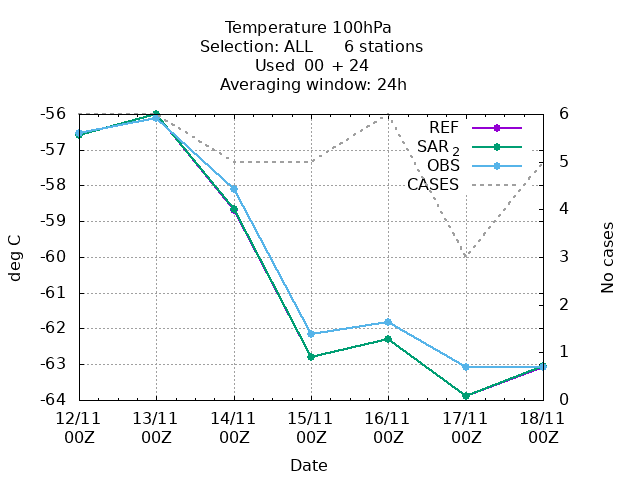 Temperature 100hPa
Selection: ALL 6 stations
Used 00 + 24
Averaging window: 24h
-56
-57
-58
-59
-60
-61
-62
-63
-64
6
5
4
3
2
1
0
REF
SAR 2
OBS
CASES
deg C
No cases
12/11 13/11 14/11 15/11 16/11 17/11 18/11
00Z 00Z 00Z 00Z 00Z 00Z 00Z
Date